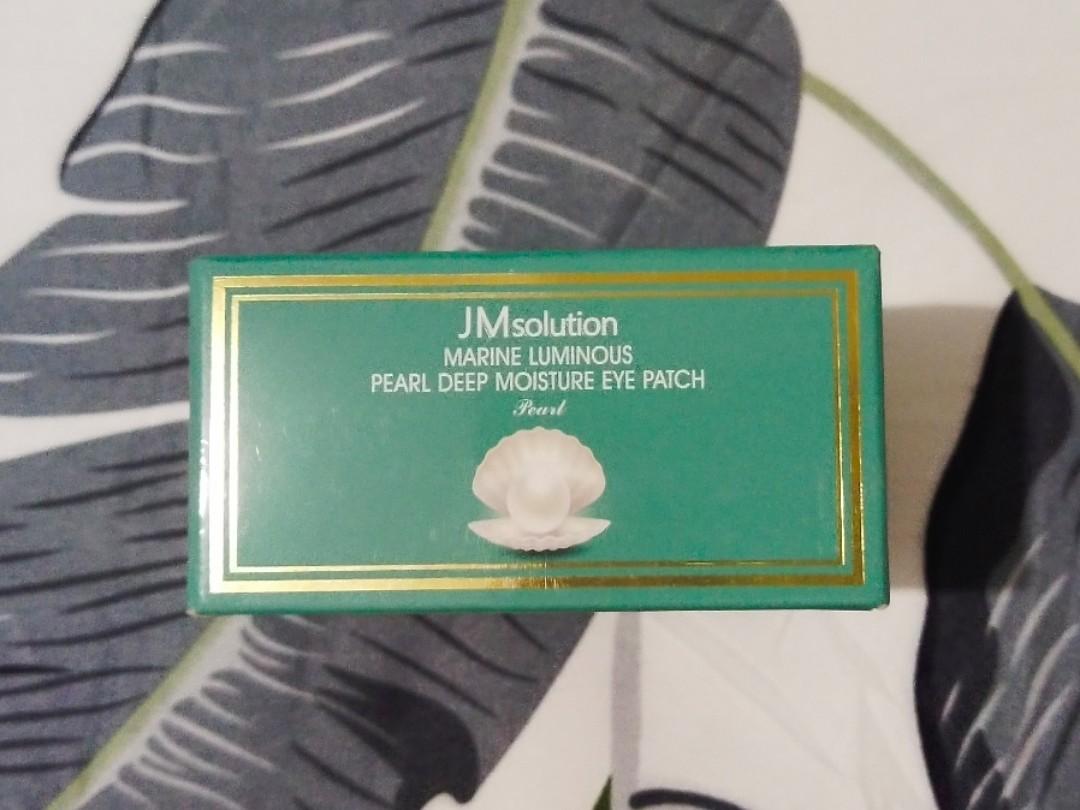 JMsolution
MARINE LUMINOUS
PEARL DEEP MOISTURE EYE PATCH
Pearl